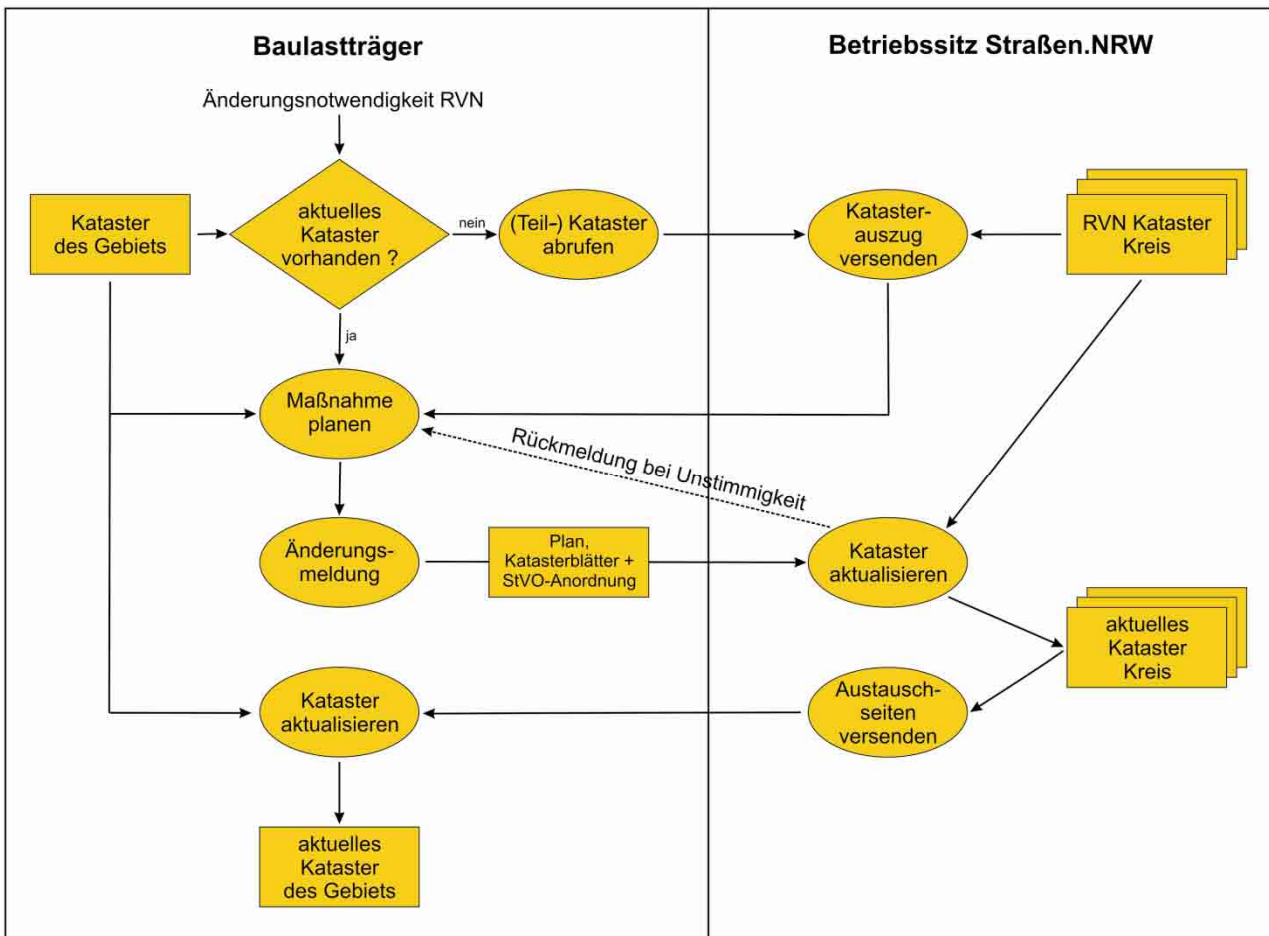 Baulastträger
Betriebssitz Straßen.NRW
Änderungsnotwendigkeit RVN
Kataster
des Gebiets
aktuelles
Kataster
vorhanden ?
nein
(Teil-) Kataster
abrufen
Kataster-
auszug
versenden
RVN Kataster
Kreis
ja
Maßnahme
planen
Rückmeldung bei Unstimmigkeit
Änderungs-
meldung
Plan,
Katasterblätter +
StVO-Anordnung
Kataster
aktualisieren
aktuelles
Kataster
Kreis
Kataster
aktualisieren
Austausch-
seiten
versenden
aktuelles
Kataster
des Gebiets